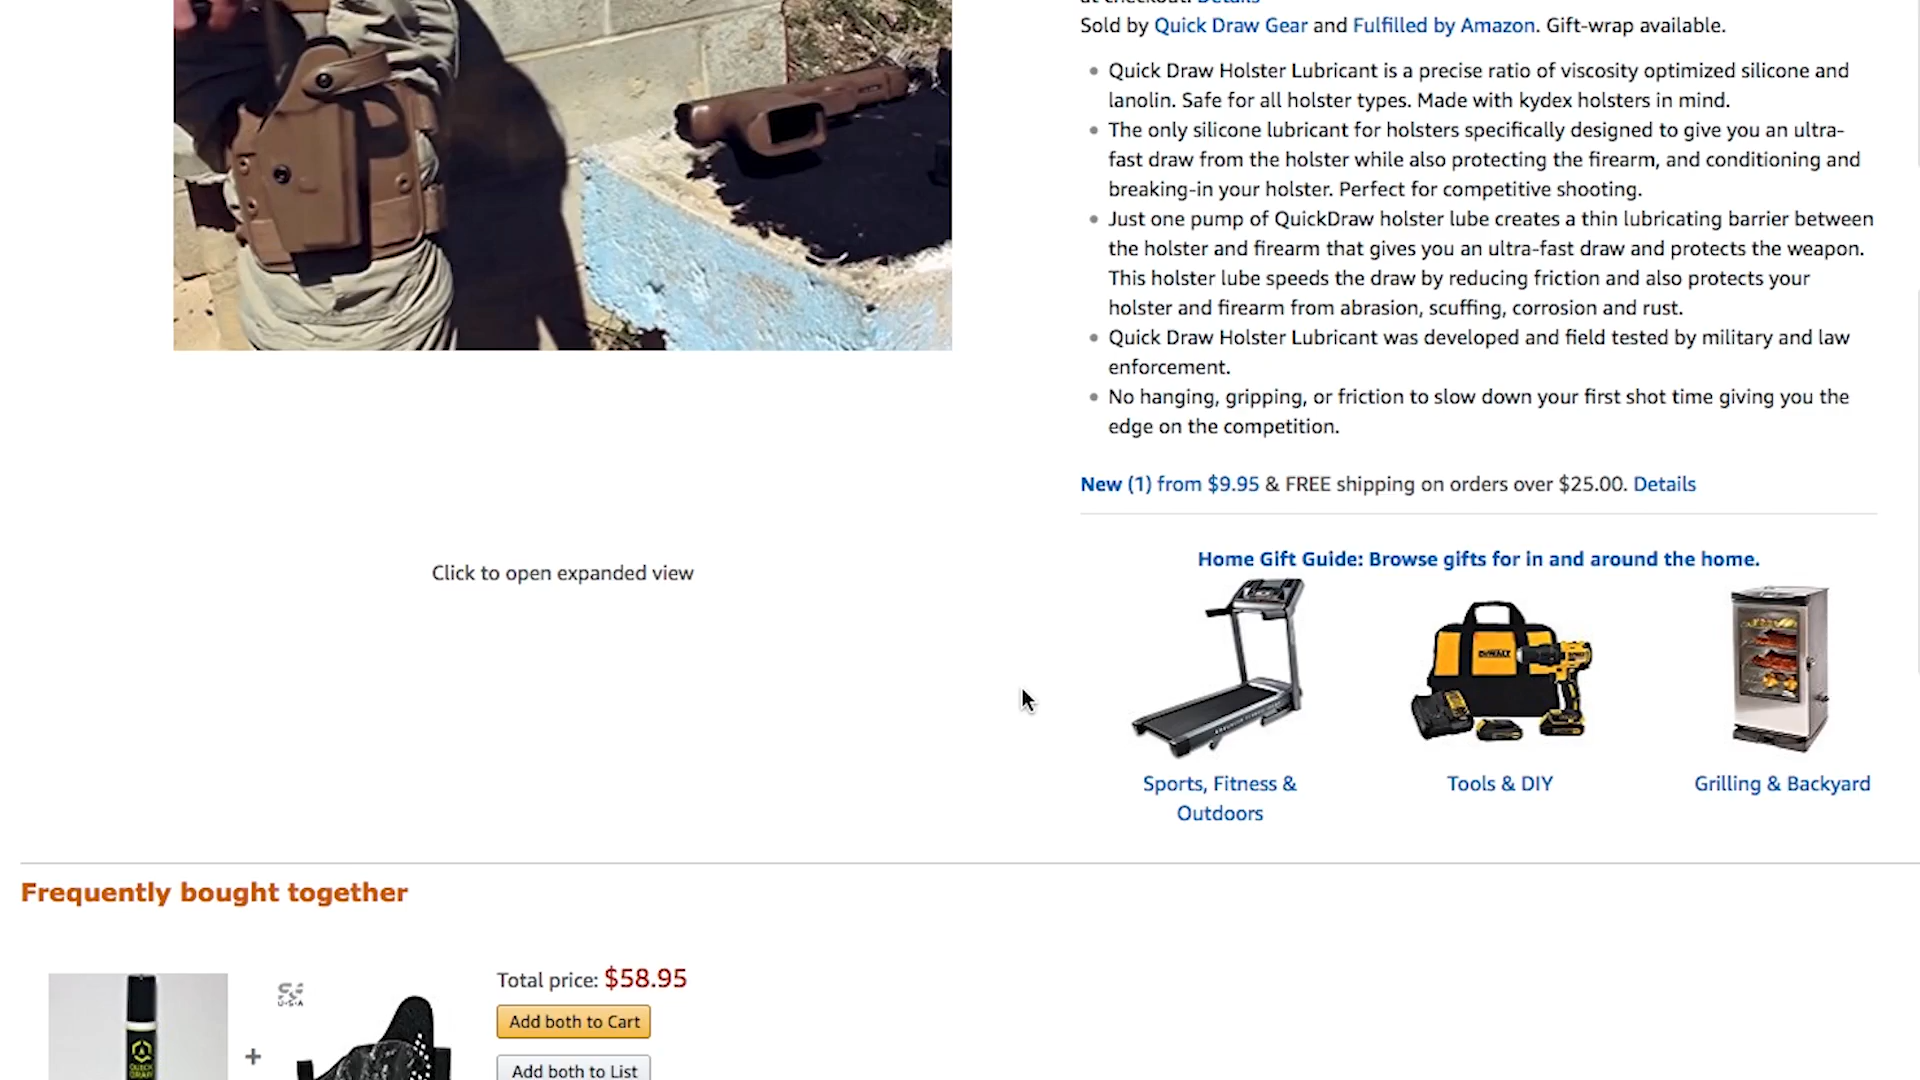 Sold by Quick Draw Gear and Fulfilled by Amazon. Gift-wrap available.
Quick Draw Holster Lubricant is a precise ratio of viscosity optimized silicone and
lanolin. Safe for all holster types. Made with kydex holsters in mind.
The only silicone lubricant for holsters specifically designed to give you an ultra-
fast draw from the holster while also protecting the firearm, and conditioning and
breaking-in your holster. Perfect for competitive shooting.
Just one pump of QuickDraw holster lube creates a thin lubricating barrier between
the holster and firearm that gives you an ultra-fast draw and protects the weapon.
This holster lube speeds the draw by reducing friction and also protects your
holster and firearm from abrasion, scuffing, corrosion and rust.
Quick Draw Holster Lubricant was developed and field tested by military and law
enforcement.
No hanging, gripping, or friction to slow down your first shot time giving you the
edge on the competition.
New (1) from $9.95 & FREE shipping on orders over $25.00. Details
Click to open expanded view
Home Gift Guide: Browse gifts for in and around the home.
DEWALT
Sports, Fitness &
Outdoors
Tools & DIY
Grilling & Backyard
Frequently bought together
QUICK
DRAW
+
U·S·A
Total price: $58.95
Add both to Cart
Add both to List